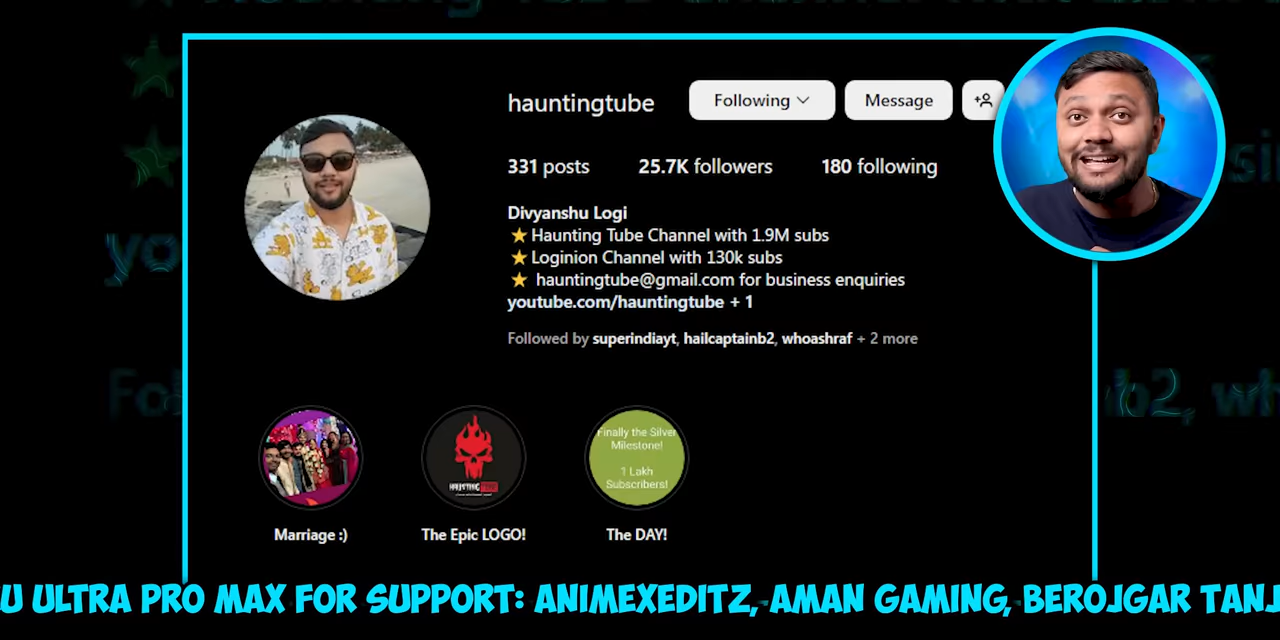 hauntingtube
Following
Message
331 posts
25.7K followers
180 following
Divyanshu Logi
Haunting Tube Channel with 1.9M subs
Loginion Channel with 130k subs
hauntingtube@gmail.com for business enquiries
youtube.com/hauntingtube + 1
Followed by superindiayt, hailcaptainb2, whoashraf + 2 more
Finally the Silver
Milestone!
1 Lakh
Subscribers!
Marriage :)
The Epic LOGO!
The DAY!
U ULTRA PRO MAX FOR SUPPORT: ANIMEXEDITZ, AMAN GAMING, BEROJGAR TANJ